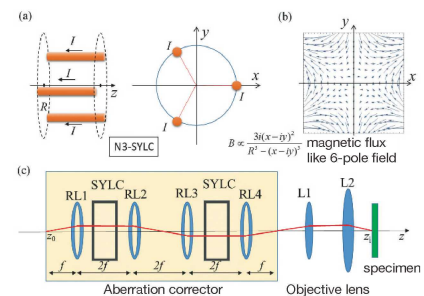 (a)
I
I
R
z
I
N3-SYLC
y
I
x
I
I
(b)
y
x
B ∝ 3i(x − iy)² / R³ − (x − iy)³
magnetic flux
like 6-pole field
(c)
SYLC
SYLC
RL1
RL2
RL3
RL4
L1
L2
z₀
z
f
2f
2f
2f
f
specimen
Aberration corrector
Objective lens